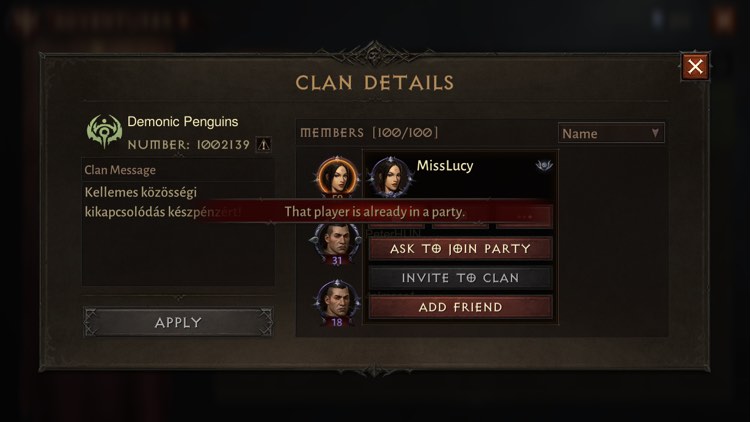 CLAN DETAILS
Demonic Penguins
NUMBER: 1002139
MEMBERS [100/100]
Name
Clan Message
Kellemes közösségi
kikapcsolódás készpénzért!
MissLucy
That player is already in a party.
31
ASK TO JOIN PARTY
INVITE TO CLAN
18
ADD FRIEND
APPLY